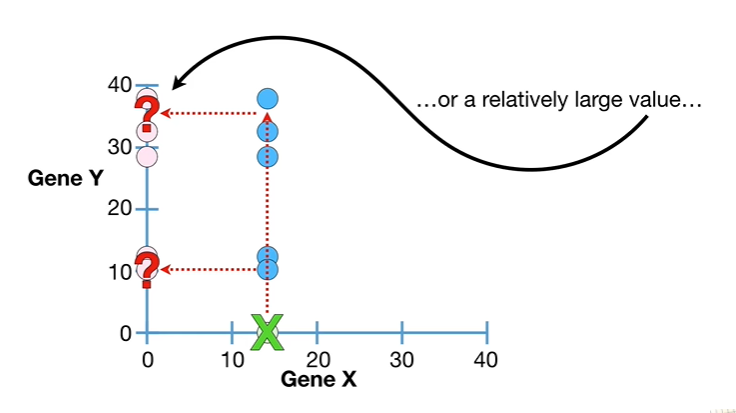 40
…or a relatively large value…
?
30
Gene Y
20
?
10
0
X
0 10 20 30 40
Gene X